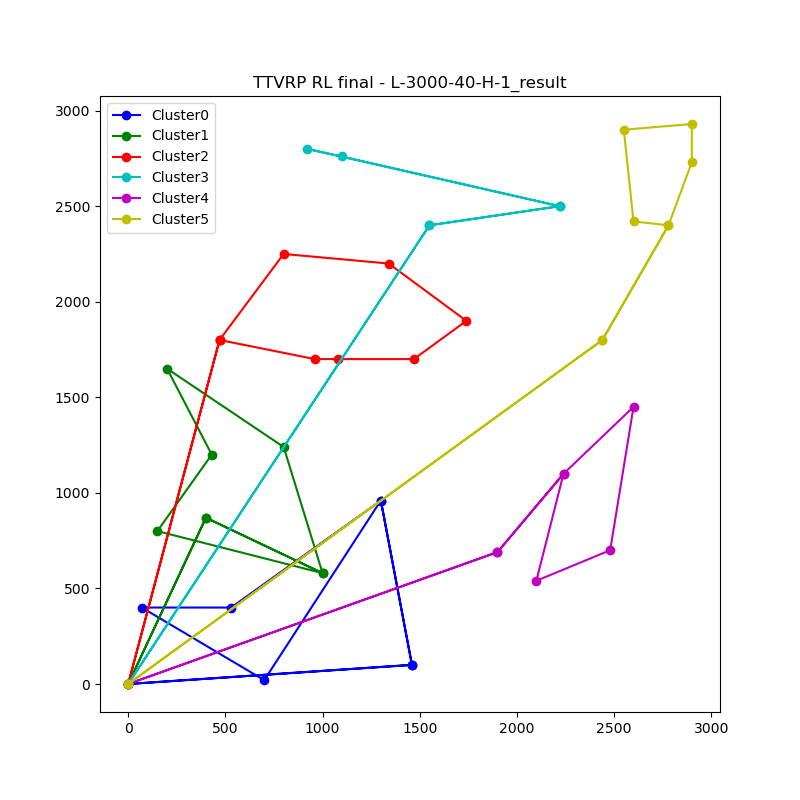 TTVRP RL final - L-3000-40-H-1_result
Cluster0
Cluster1
Cluster2
Cluster3
Cluster4
Cluster5
3000
2500
2000
1500
1000
500
0
0 500 1000 1500 2000 2500 3000